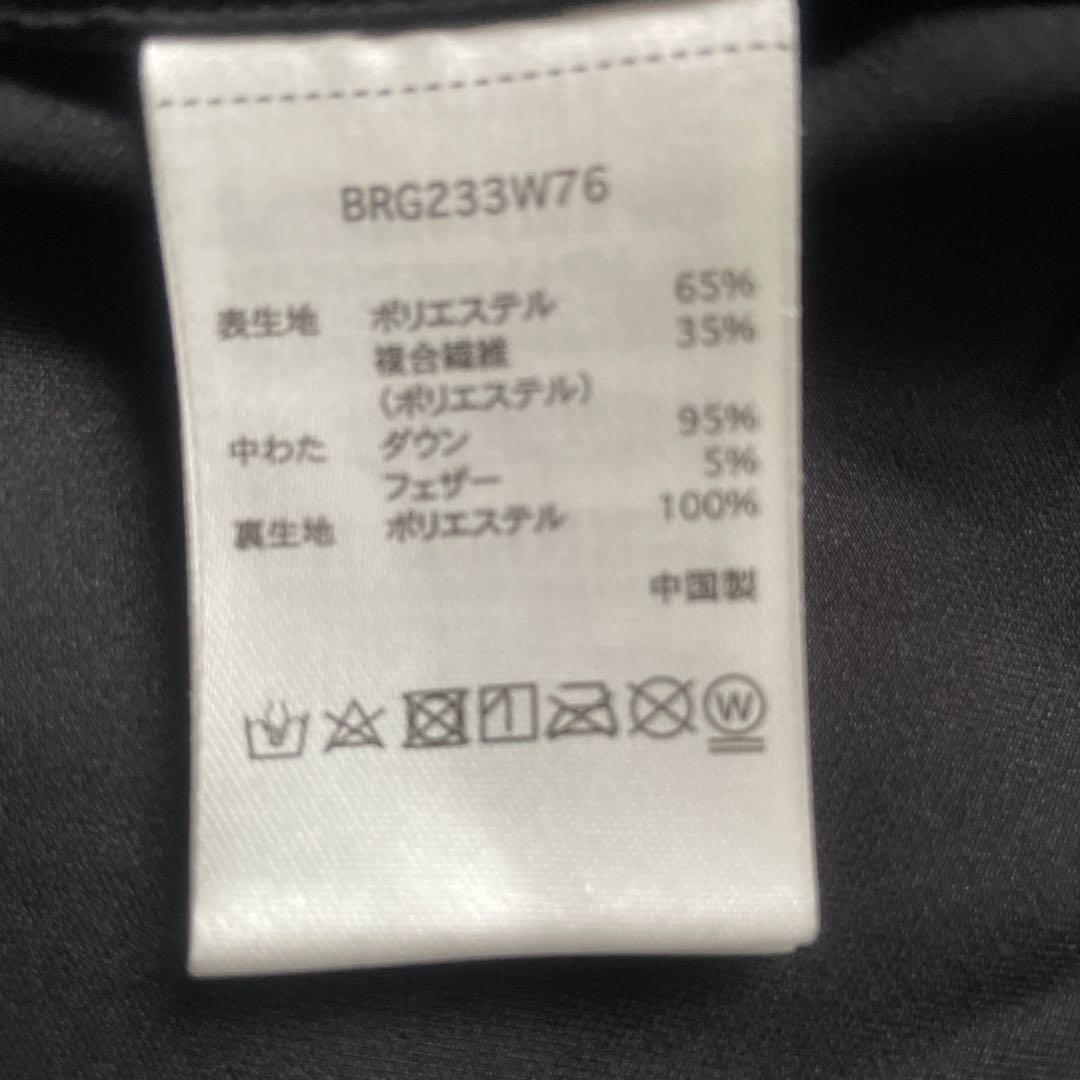 BRG233W76
表生地 ポリエステル 65%
複合繊維 35%
(ポリエステル)
中わた ダウン 95%
フェザー 5%
裏生地 ポリエステル 100%
中国製
W